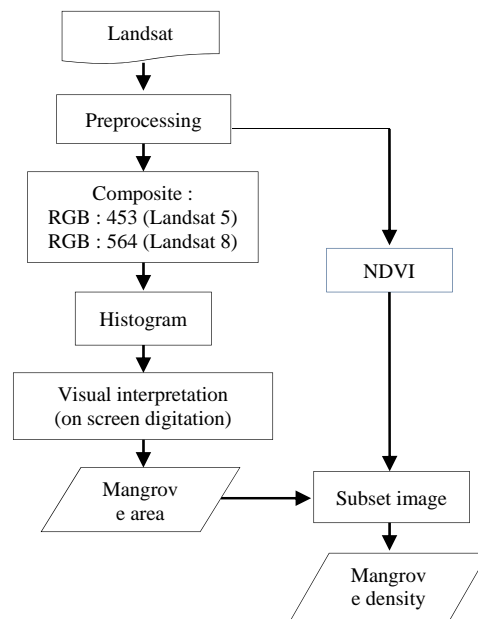 Landsat
Preprocessing
Composite :
RGB : 453 (Landsat 5)
RGB : 564 (Landsat 8)
NDVI
Histogram
Visual interpretation
(on screen digitation)
Mangrov
e area
Subset image
Mangrov
e density